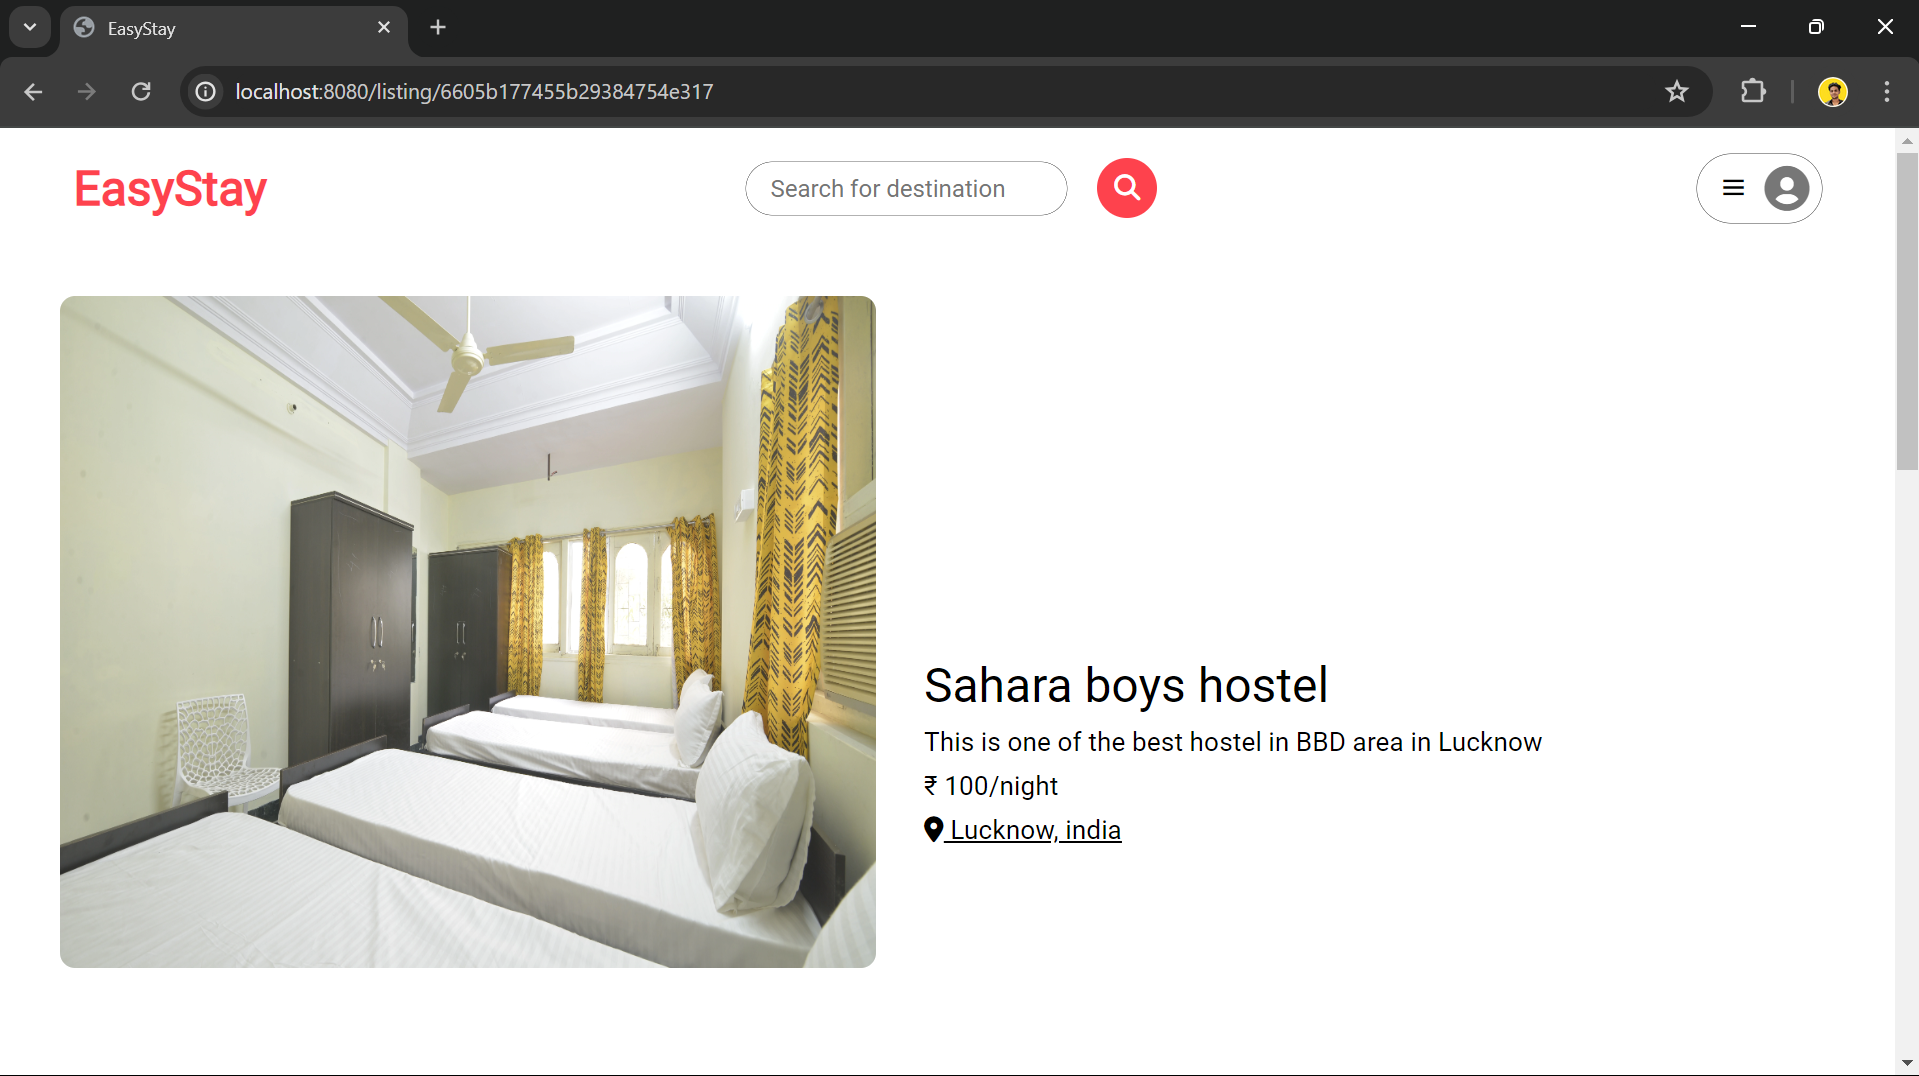 EasyStay
localhost:8080/listing/6605b177455b29384754e317
EasyStay
Search for destination
Sahara boys hostel
This is one of the best hostel in BBD area in Lucknow
₹ 100/night
Lucknow, india